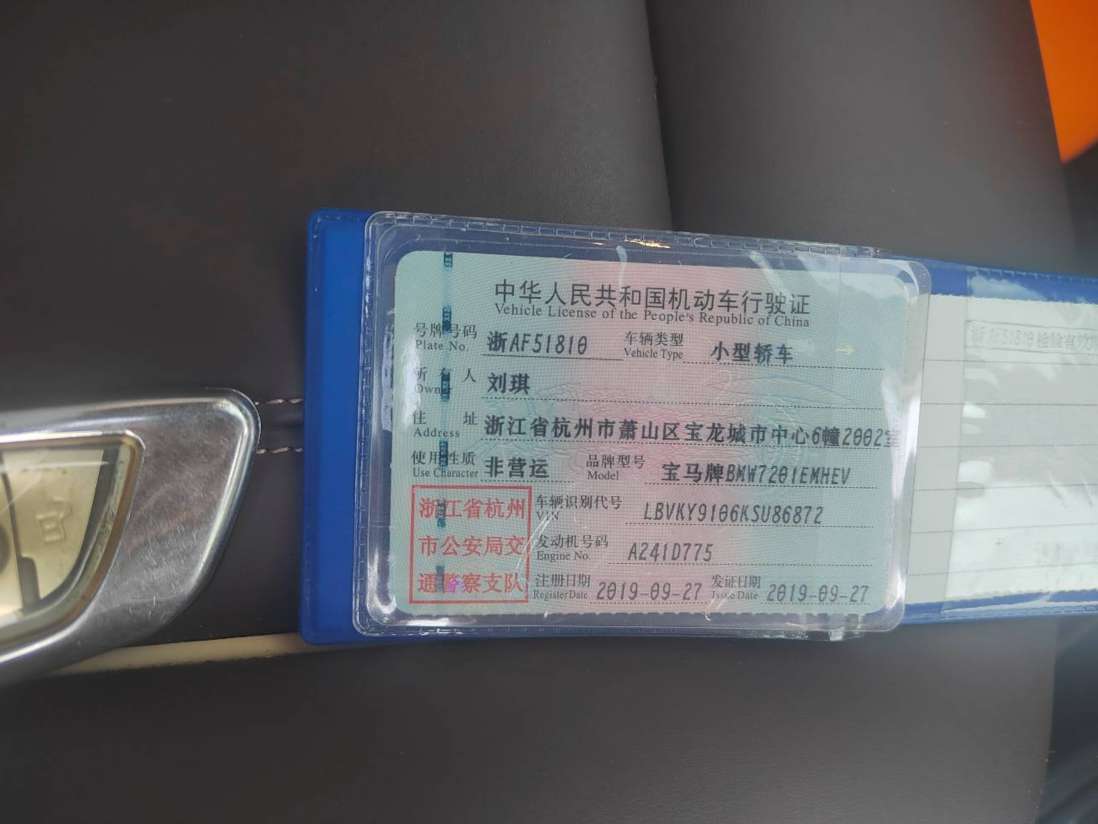 中华人民共和国机动车行驶证
Vehicle License of the People's Republic of China
号牌号码 浙AF51810 车辆类型 小型轿车
Plate No. Vehicle Type
所有人 刘琪
Owner
住址 浙江省杭州市萧山区宝龙城市中心6幢2002室
Address
使用性质 非营运 品牌型号 宝马牌BMW7201EMHEV
Use Character Model
浙江省杭州 车辆识别代号 LBVKY9106KSU86872
VIN
市公安局交 发动机号码 A241D775
Engine No.
通警察支队 注册日期 2019-09-27 发证日期 2019-09-27
Register Date Issue Date